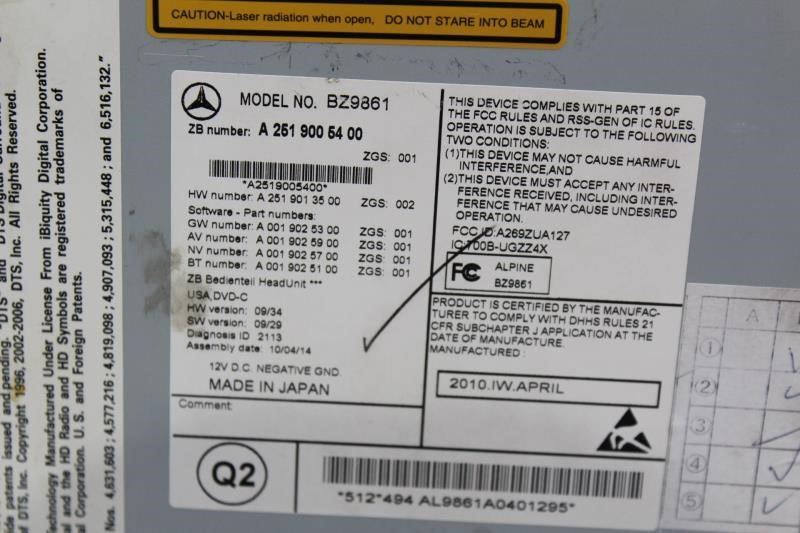 CAUTION-Laser radiation when open, DO NOT STARE INTO BEAM
MODEL NO. BZ9861
ZB number: A 251 900 54 00
ZGS: 001
*A2519005400*
HW number: A 251 901 35 00 ZGS: 002
Software - Part numbers:
GW number: A 001 902 53 00 ZGS: 001
AV number: A 001 902 59 00 ZGS: 001
NV number: A 001 902 57 00 ZGS: 001
BT number: A 001 902 51 00 ZGS: 001
ZB Bedienteil HeadUnit ***
USA,DVD-C
HW version: 09/34
SW version: 09/29
Diagnosis ID 2113
Assembly date: 10/04/14
12V D.C. NEGATIVE GND.
MADE IN JAPAN
Comment:
THIS DEVICE COMPLIES WITH PART 15 OF
THE FCC RULES AND RSS-GEN OF IC RULES.
OPERATION IS SUBJECT TO THE FOLLOWING
TWO CONDITIONS:
(1)THIS DEVICE MAY NOT CAUSE HARMFUL
INTERFERENCE,AND
(2)THIS DEVICE MUST ACCEPT ANY INTER-
FERENCE RECEIVED, INCLUDING INTER-
FERENCE THAT MAY CAUSE UNDESIRED
OPERATION.
FCC ID:A269ZUA127
IC:700B-UGZZ4X
FC ALPINE
BZ9861
PRODUCT IS CERTIFIED BY THE MANUFAC-
TURER TO COMPLY WITH DHHS RULES 21
CFR SUBCHAPTER J APPLICATION AT THE
DATE OF MANUFACTURE.
MANUFACTURED :
2010.IW.APRIL
Q2
*512*494 AL9861A0401295*
A
①
②
③
④
⑤
patents issued and pending. "DTS" and "DTS Digital
of DTS, Inc. Copyright 1996, 2002-2006, DTS, Inc. All Rights Reserved.
Technology Manufactured Under License From iBiquity Digital Corporation.
and the HD Radio and HD Symbols are registered trademarks of
Corporation. U.S. and Foreign Patents.
Nos. 4,631,603 ; 4,577,216 ; 4,819,098 ; 4,907,093 ; 5,315,448 ; and 6,516,132."